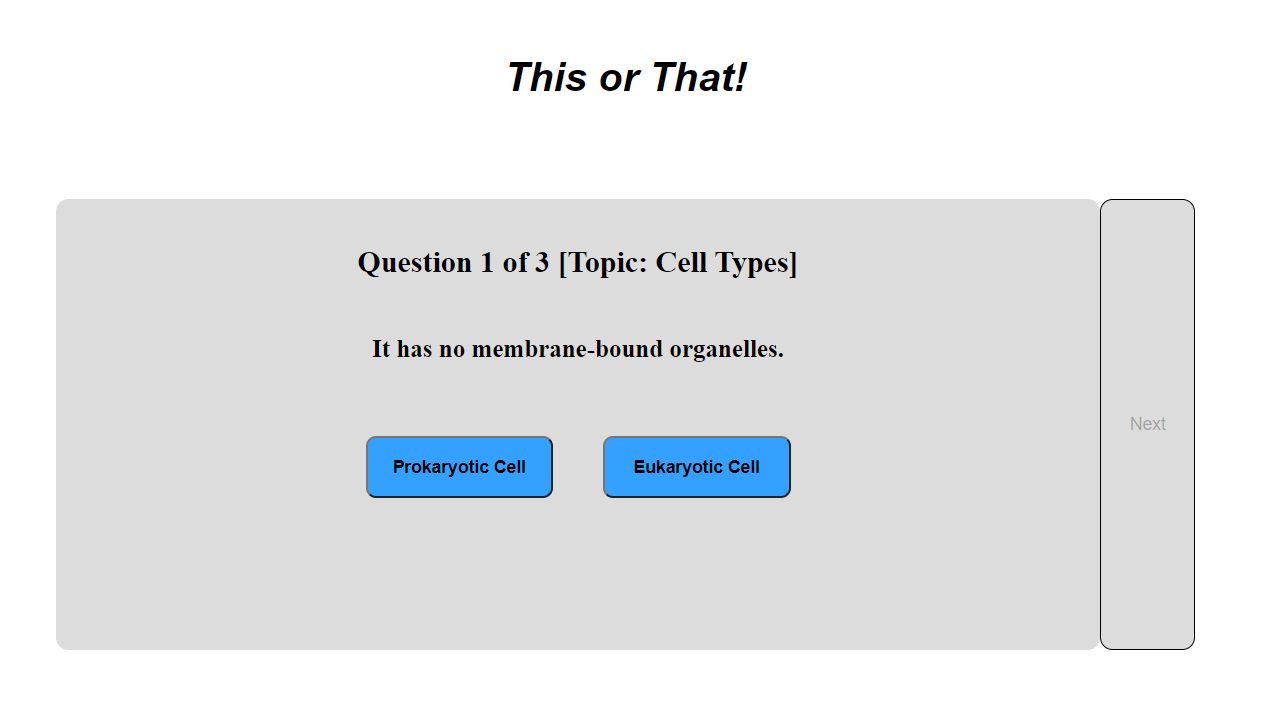 This or That!
Question 1 of 3 [Topic: Cell Types]
It has no membrane-bound organelles.
Prokaryotic Cell
Eukaryotic Cell
Next